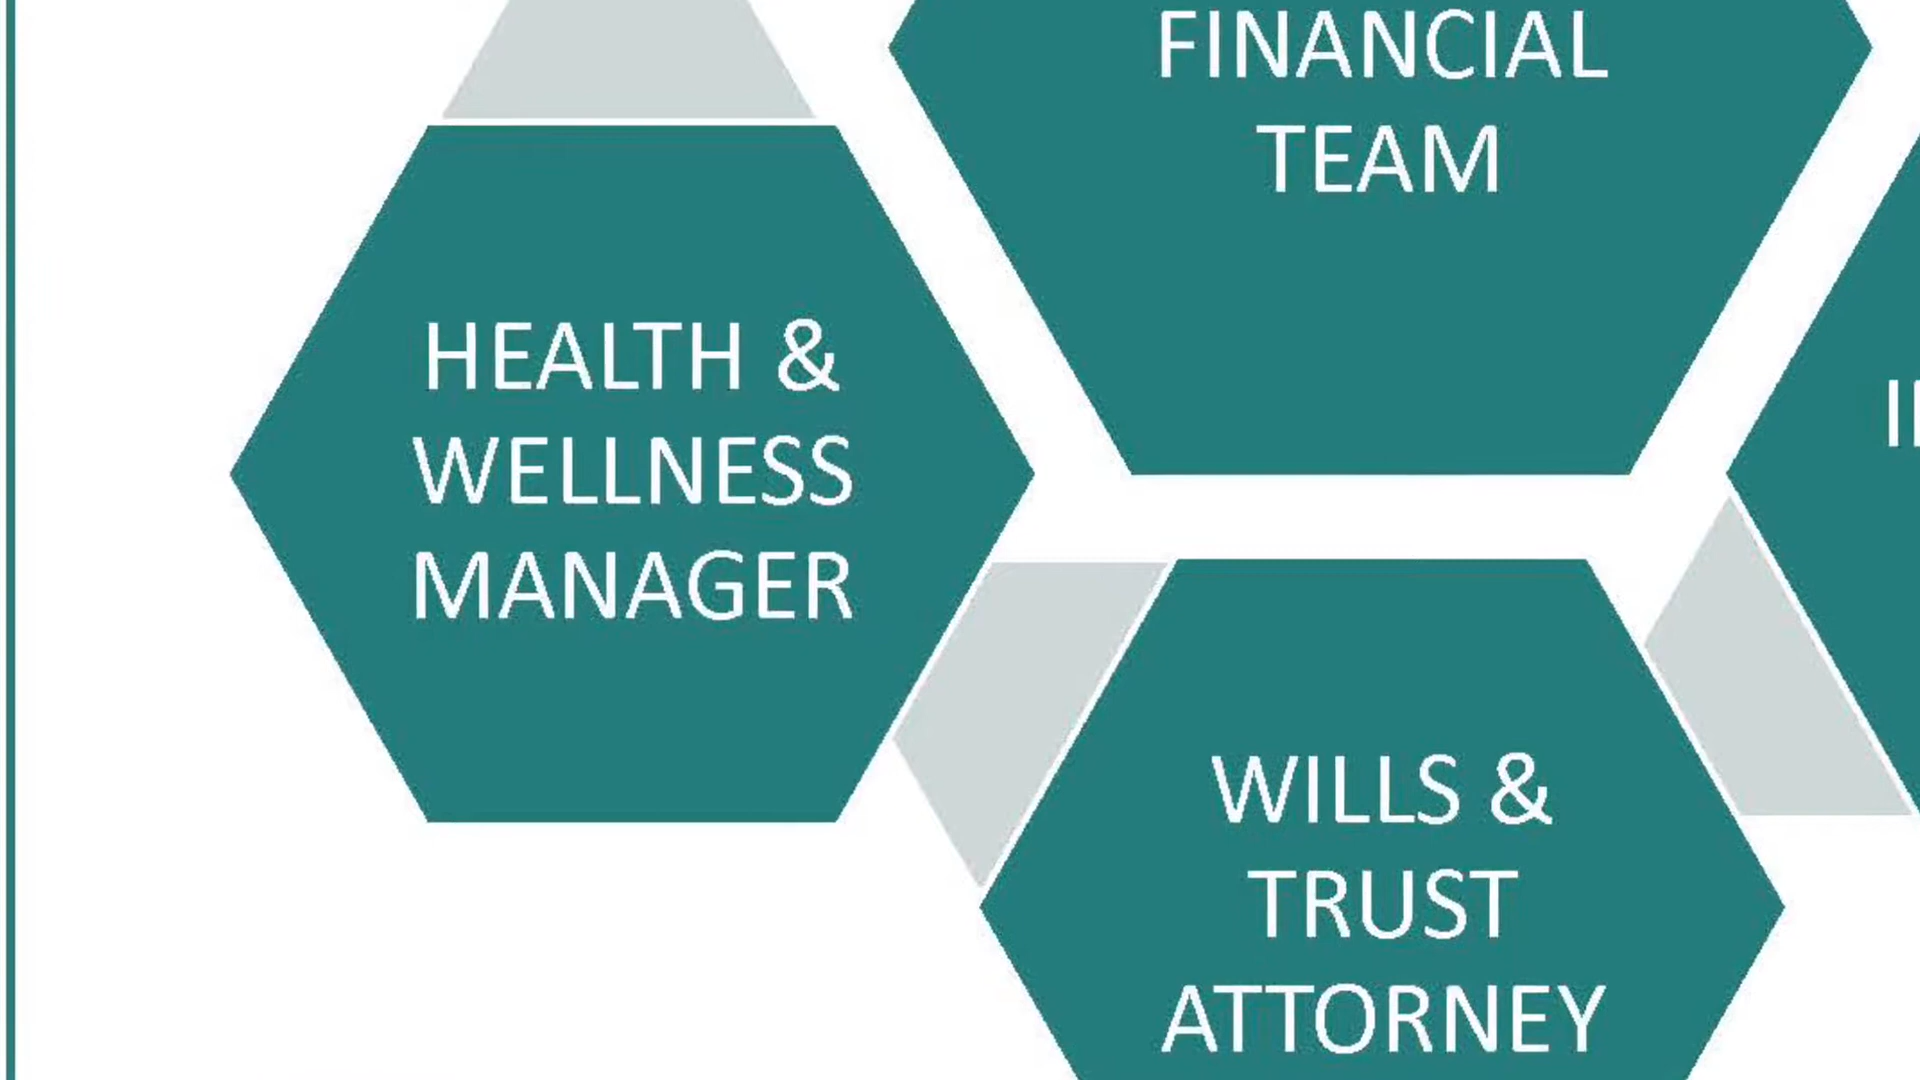 FINANCIAL
TEAM
HEALTH &
WELLNESS
MANAGER
WILLS &
TRUST
ATTORNEY